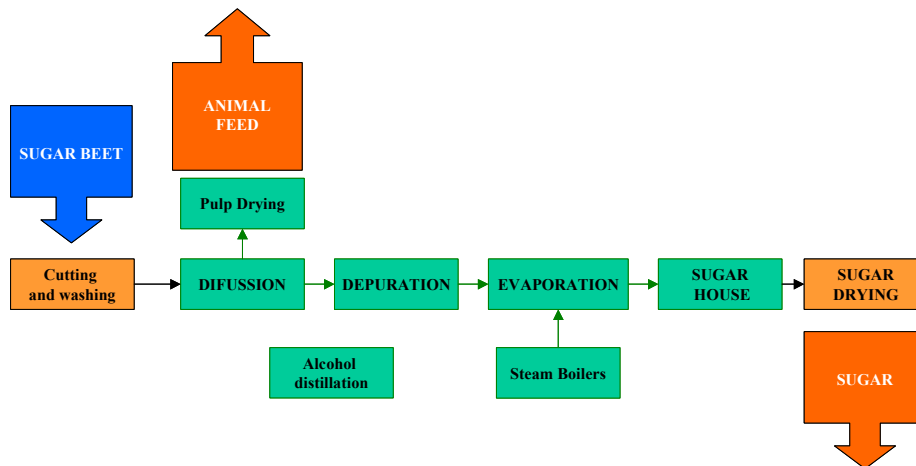 ANIMAL
FEED
SUGAR BEET
Pulp Drying
Cutting
and washing
DIFUSSION
DEPURATION
EVAPORATION
SUGAR
HOUSE
SUGAR
DRYING
Alcohol
distillation
Steam Boilers
SUGAR